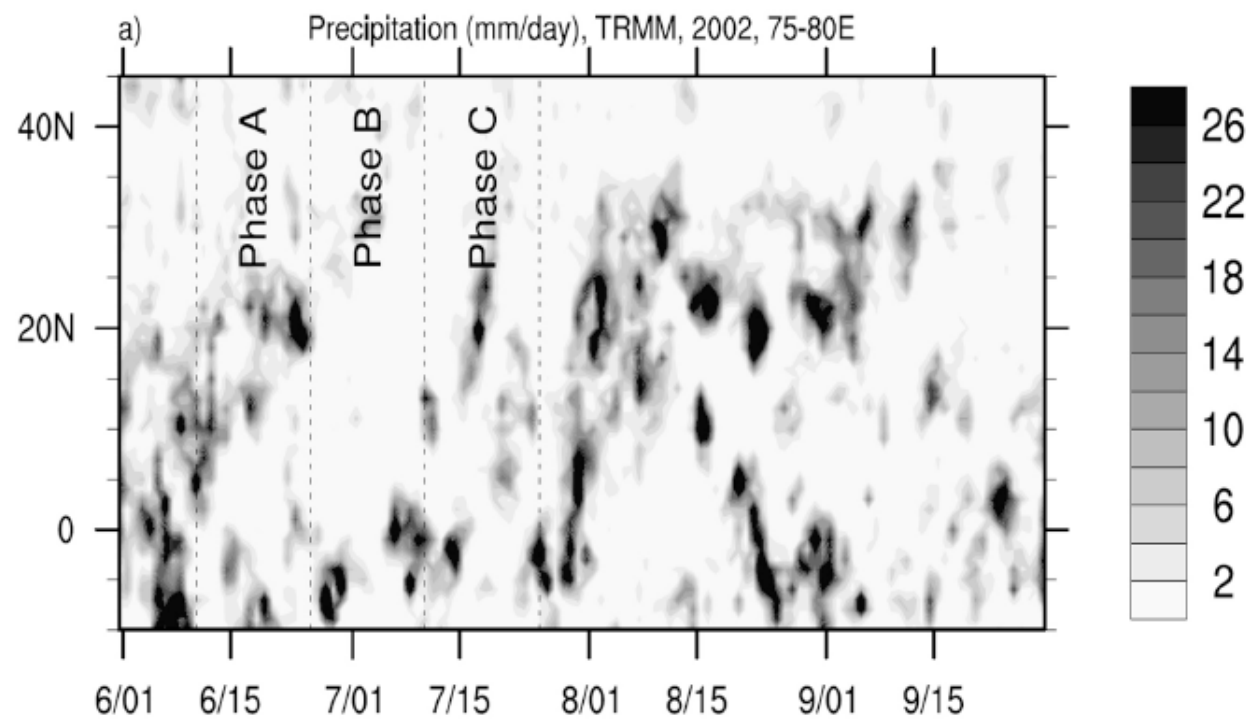 a)
Precipitation (mm/day), TRMM, 2002, 75-80E
40N
20N
0
Phase A
Phase B
Phase C
26
22
18
14
10
6
2
6/01 6/15 7/01 7/15 8/01 8/15 9/01 9/15